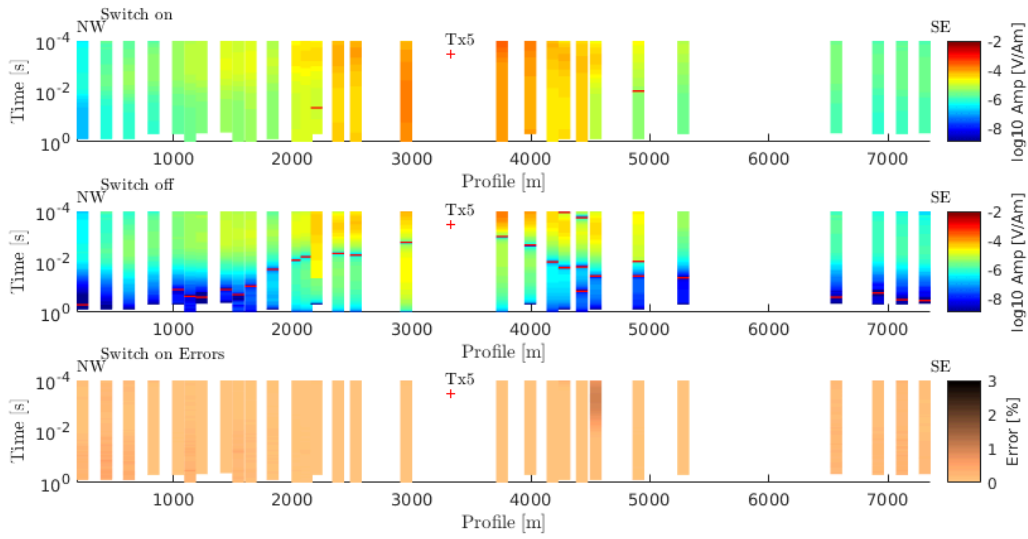 Switch on
NW
SE
Tx5
10^-4
10^-2
10^0
Time [s]
1000 2000 3000 4000 5000 6000 7000
Profile [m]
-2
-4
-6
-8
log10 Amp [V/Am]
Switch off
NW
SE
Tx5
10^-4
10^-2
10^0
Time [s]
1000 2000 3000 4000 5000 6000 7000
Profile [m]
-2
-4
-6
-8
log10 Amp [V/Am]
Switch on Errors
NW
SE
Tx5
10^-4
10^-2
10^0
Time [s]
1000 2000 3000 4000 5000 6000 7000
Profile [m]
3
2
1
0
Error [%]